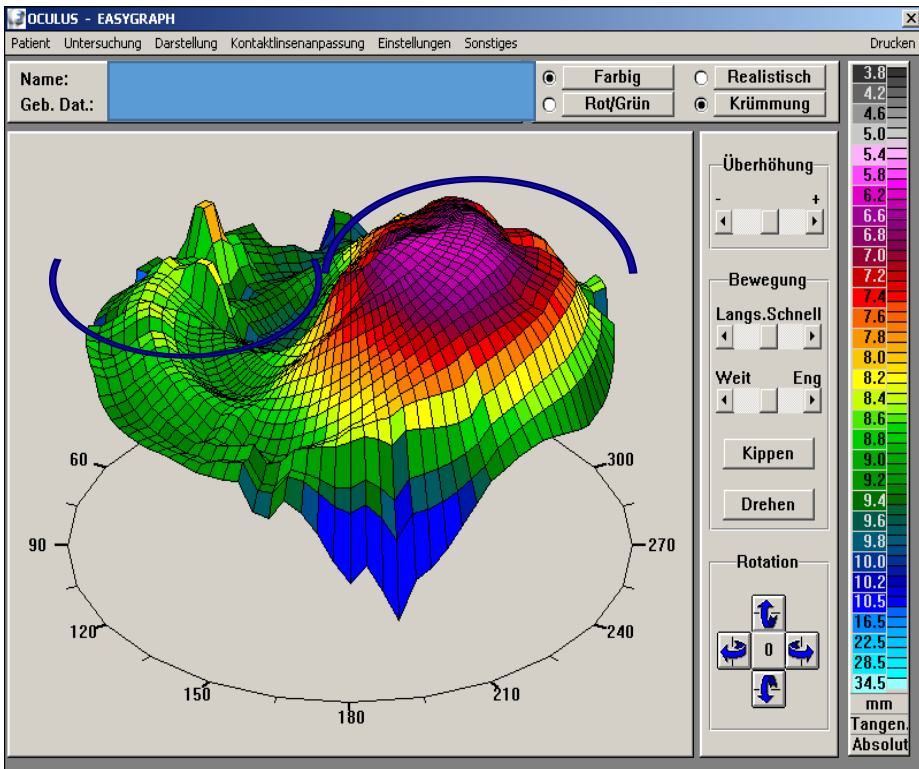 OCULUS - EASYGRAPH
Patient Untersuchung Darstellung Kontaktlinsenanpassung Einstellungen Sonstiges Drucken
Name:
Geb. Dat.:
Farbig
Realistisch
Rot/Grün
Krümmung
Überhöhung
- +
Bewegung
Langs.Schnell
Weit Eng
Kippen
Drehen
Rotation
0
60
90
120
150
180
210
240
270
300
3.8
4.2
4.6
5.0
5.4
5.8
6.2
6.6
6.8
7.0
7.2
7.4
7.6
7.8
8.0
8.2
8.4
8.6
8.8
9.0
9.2
9.4
9.6
9.8
10.0
10.2
10.5
16.5
22.5
28.5
34.5
mm
Tangen.
Absolut